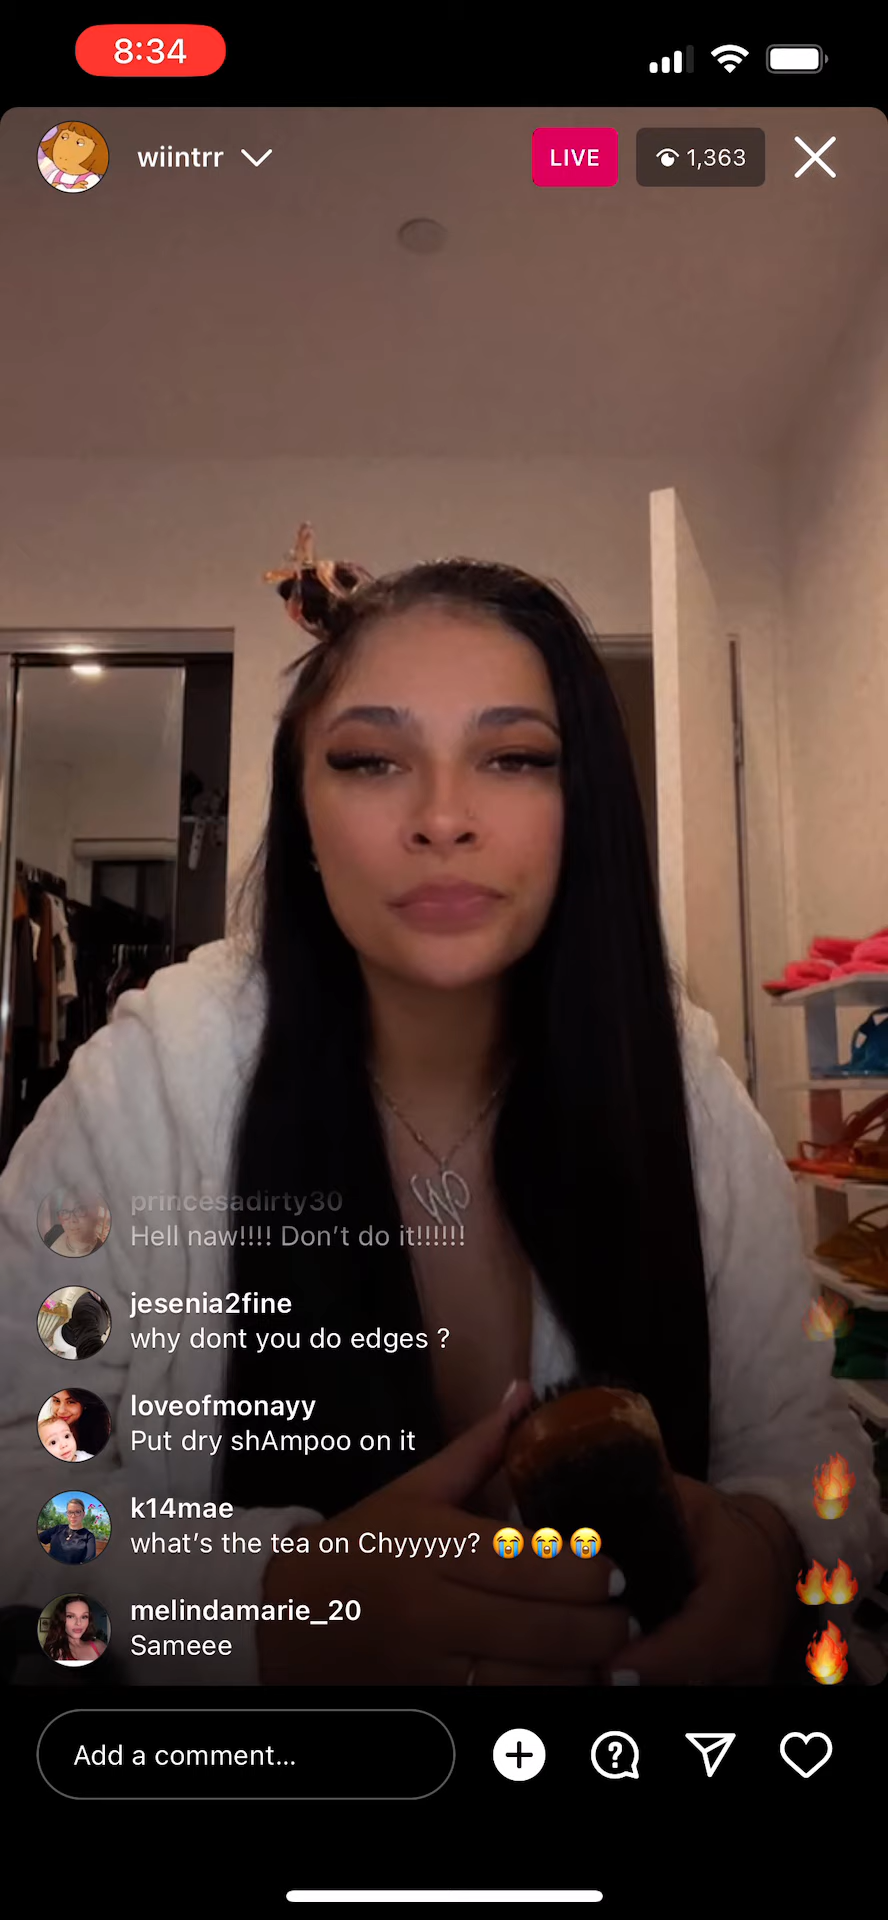 8:34
wiintrr
LIVE
1,363
princesadirty30
Hell naw!!!! Don’t do it!!!!!!
jesenia2fine
why dont you do edges ?
loveofmonayy
Put dry shAmpoo on it
k14mae
what’s the tea on Chyyyyy? 😭😭😭
melindamarie_20
Sameee
Add a comment...